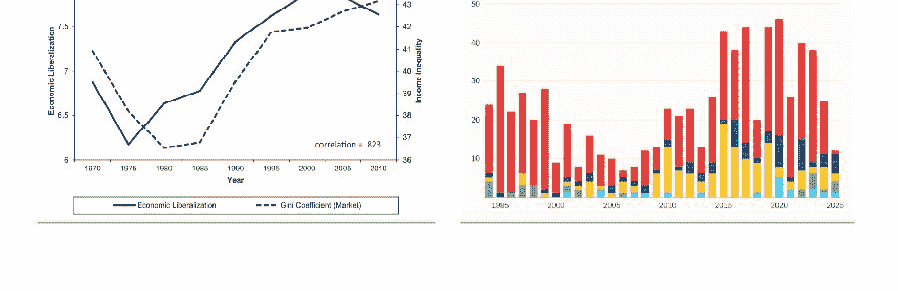 43
7.5
42
41
7
40
39
6.5
38
37
6
36
Economic Liberalization
Income Inequality
correlation = .823
1970 1975 1980 1985 1990 1995 2000 2005 2010
Year
Economic Liberalization Gini Coefficient (Market)
50
40
30
20
10
1995 2000 2005 2010 2015 2020 2025